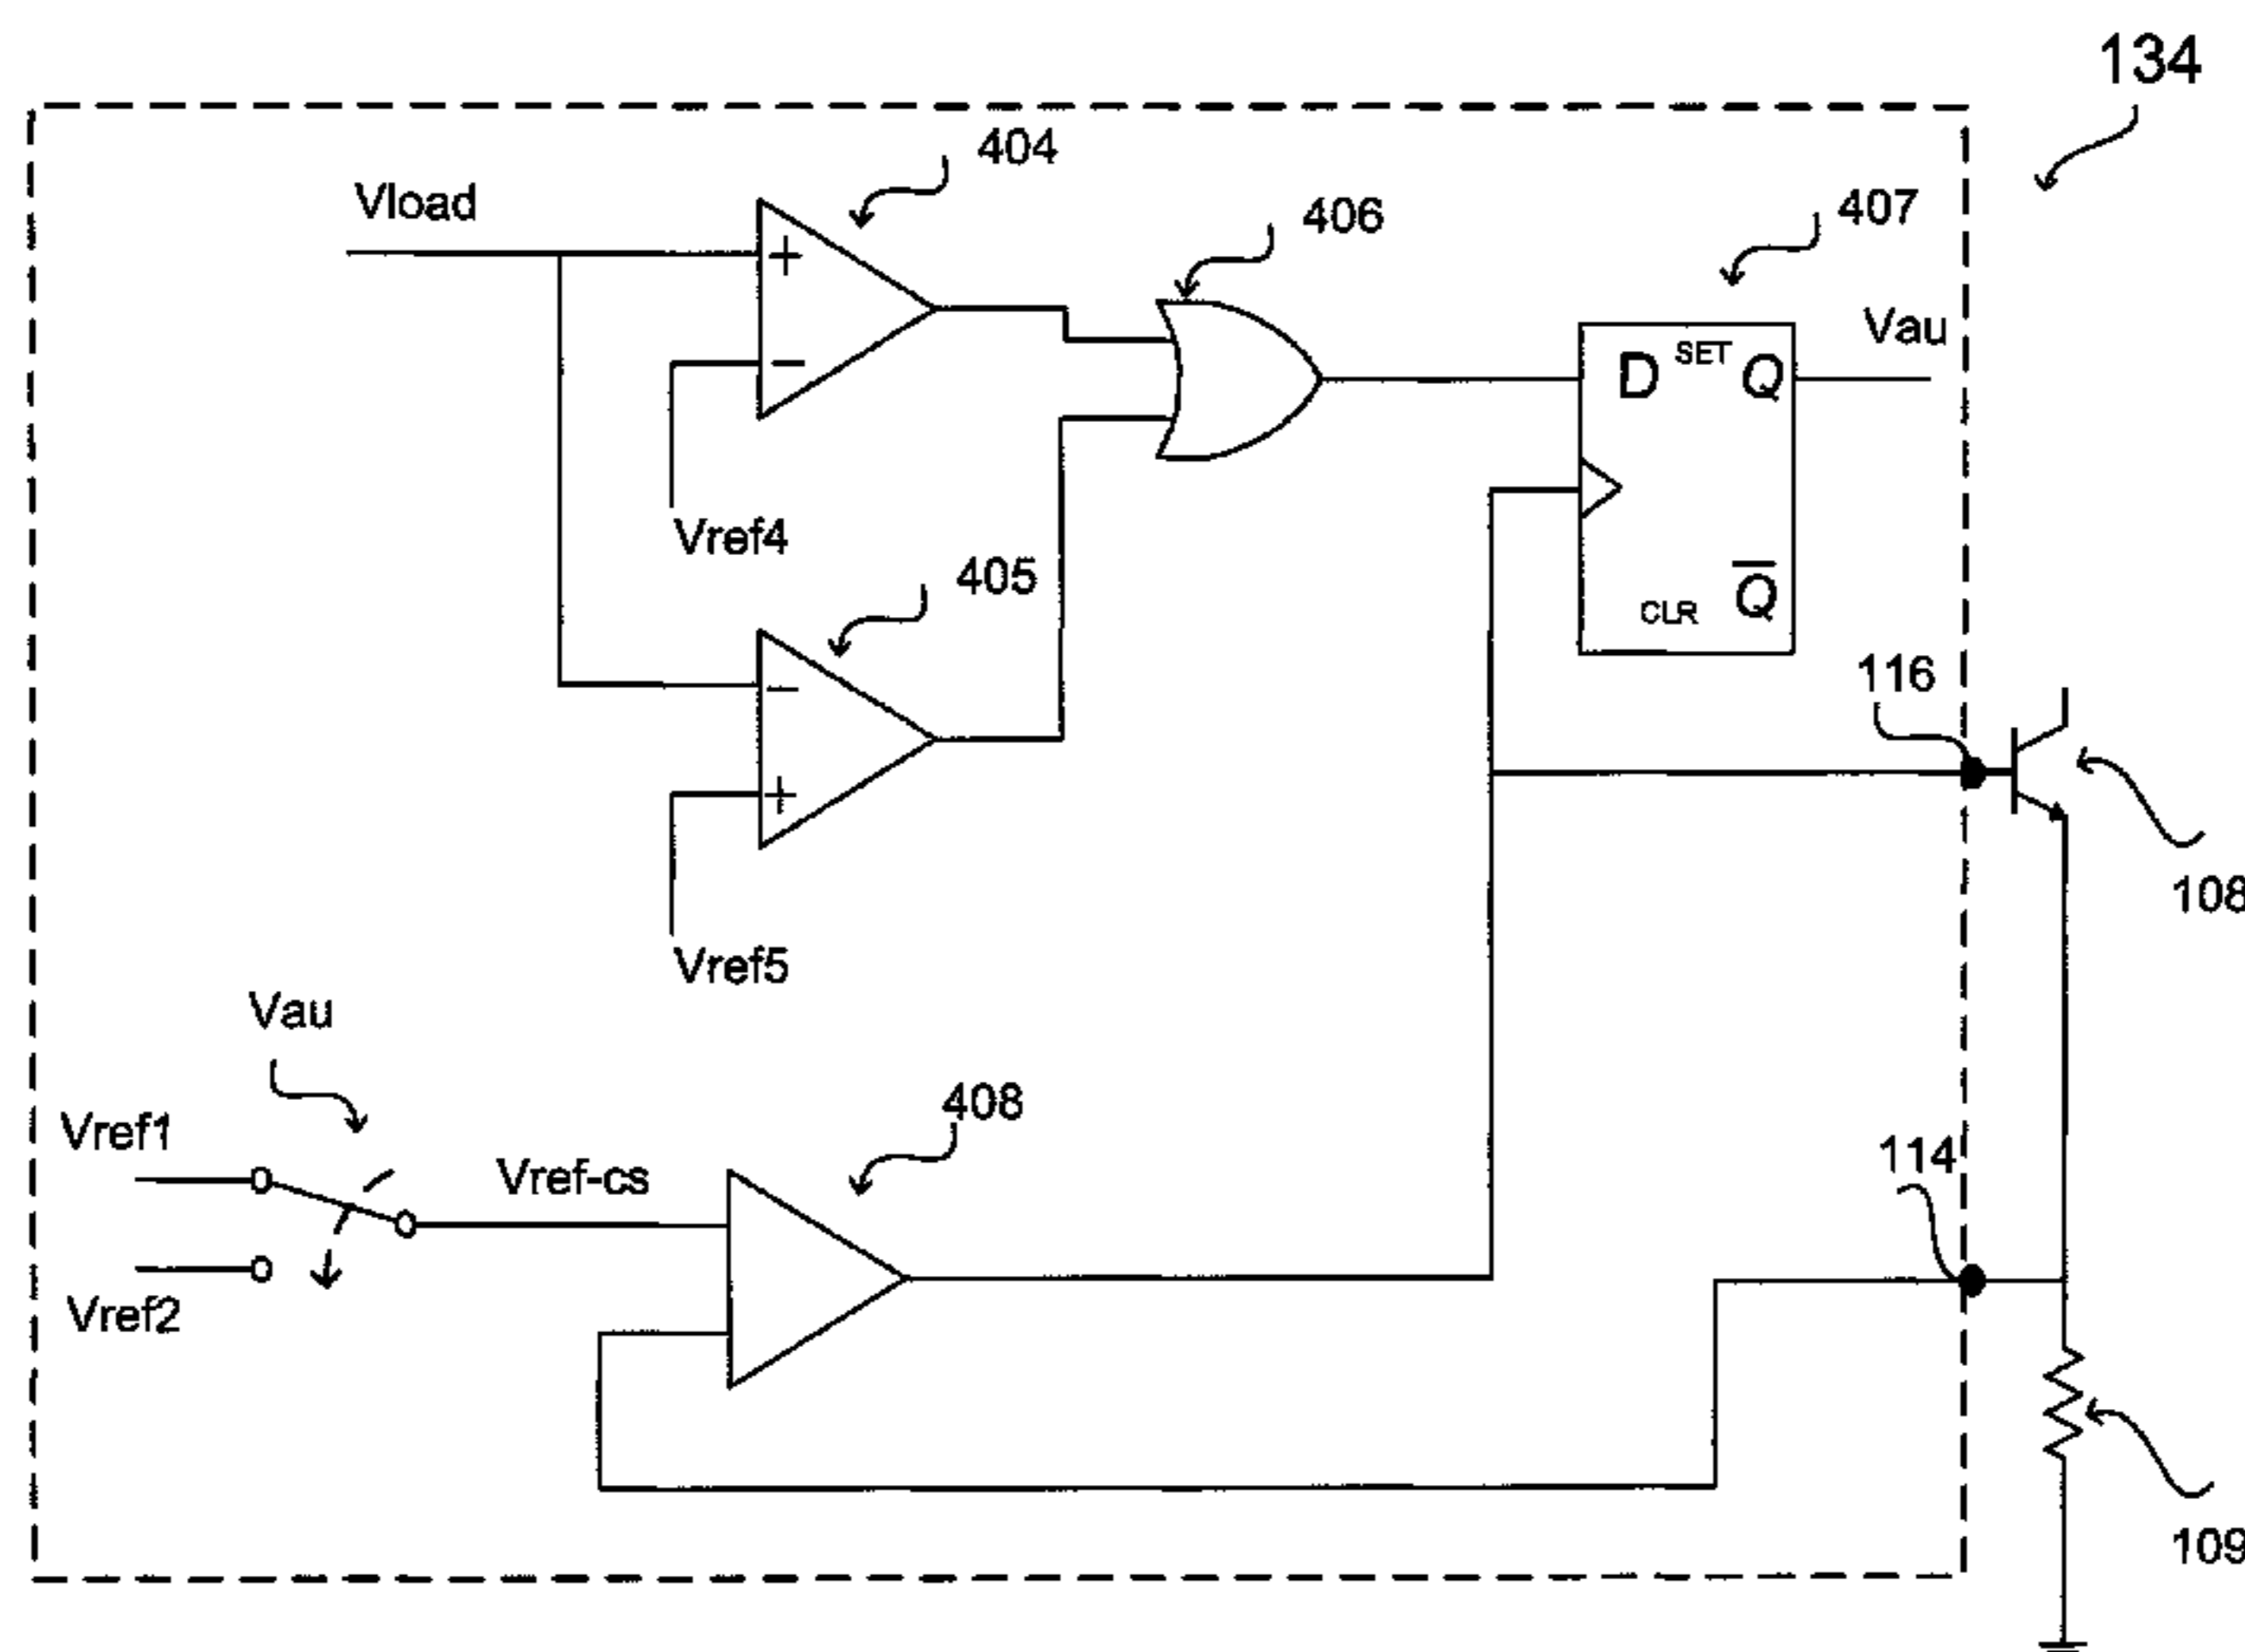 134
404
Vload
407
406
Vau
+
D SET Q
−
Vref4
405
Q
CLR
116
−
+
108
Vref5
Vau
408
Vref1
Vref-cs
114
Vref2
109